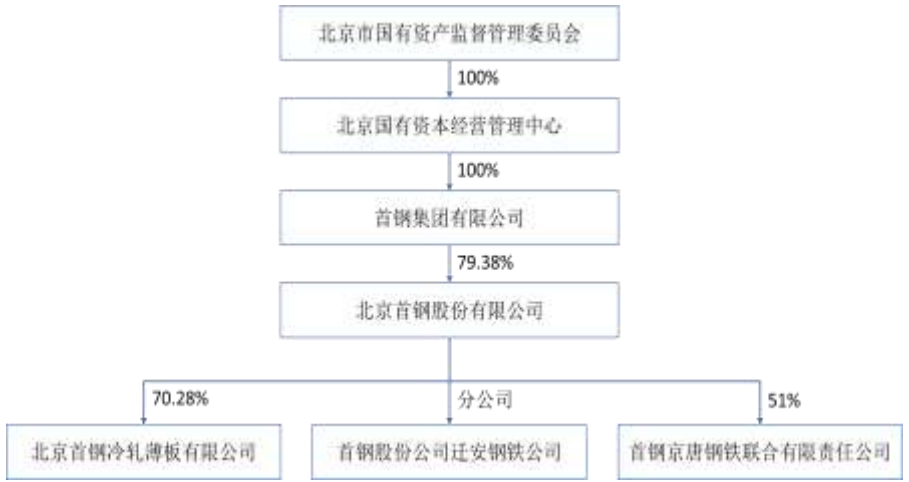 北京市国有资产监督管理委员会
100%
北京国有资本经营管理中心
100%
首钢集团有限公司
79.38%
北京首钢股份有限公司
70.28%
分公司
51%
北京首钢冷轧薄板有限公司
首钢股份公司迁安钢铁公司
首钢京唐钢铁联合有限责任公司